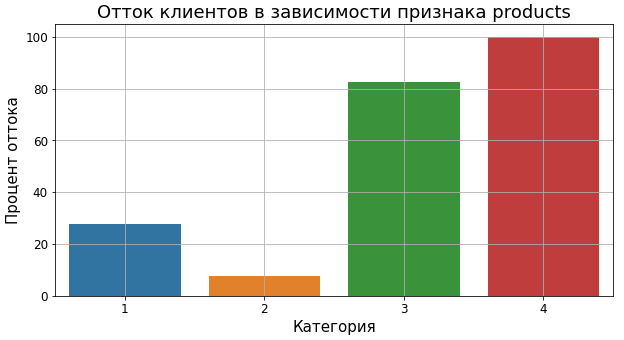 Отток клиентов в зависимости признака products
Процент оттока
100
80
60
40
20
0
1 2 3 4
Категория